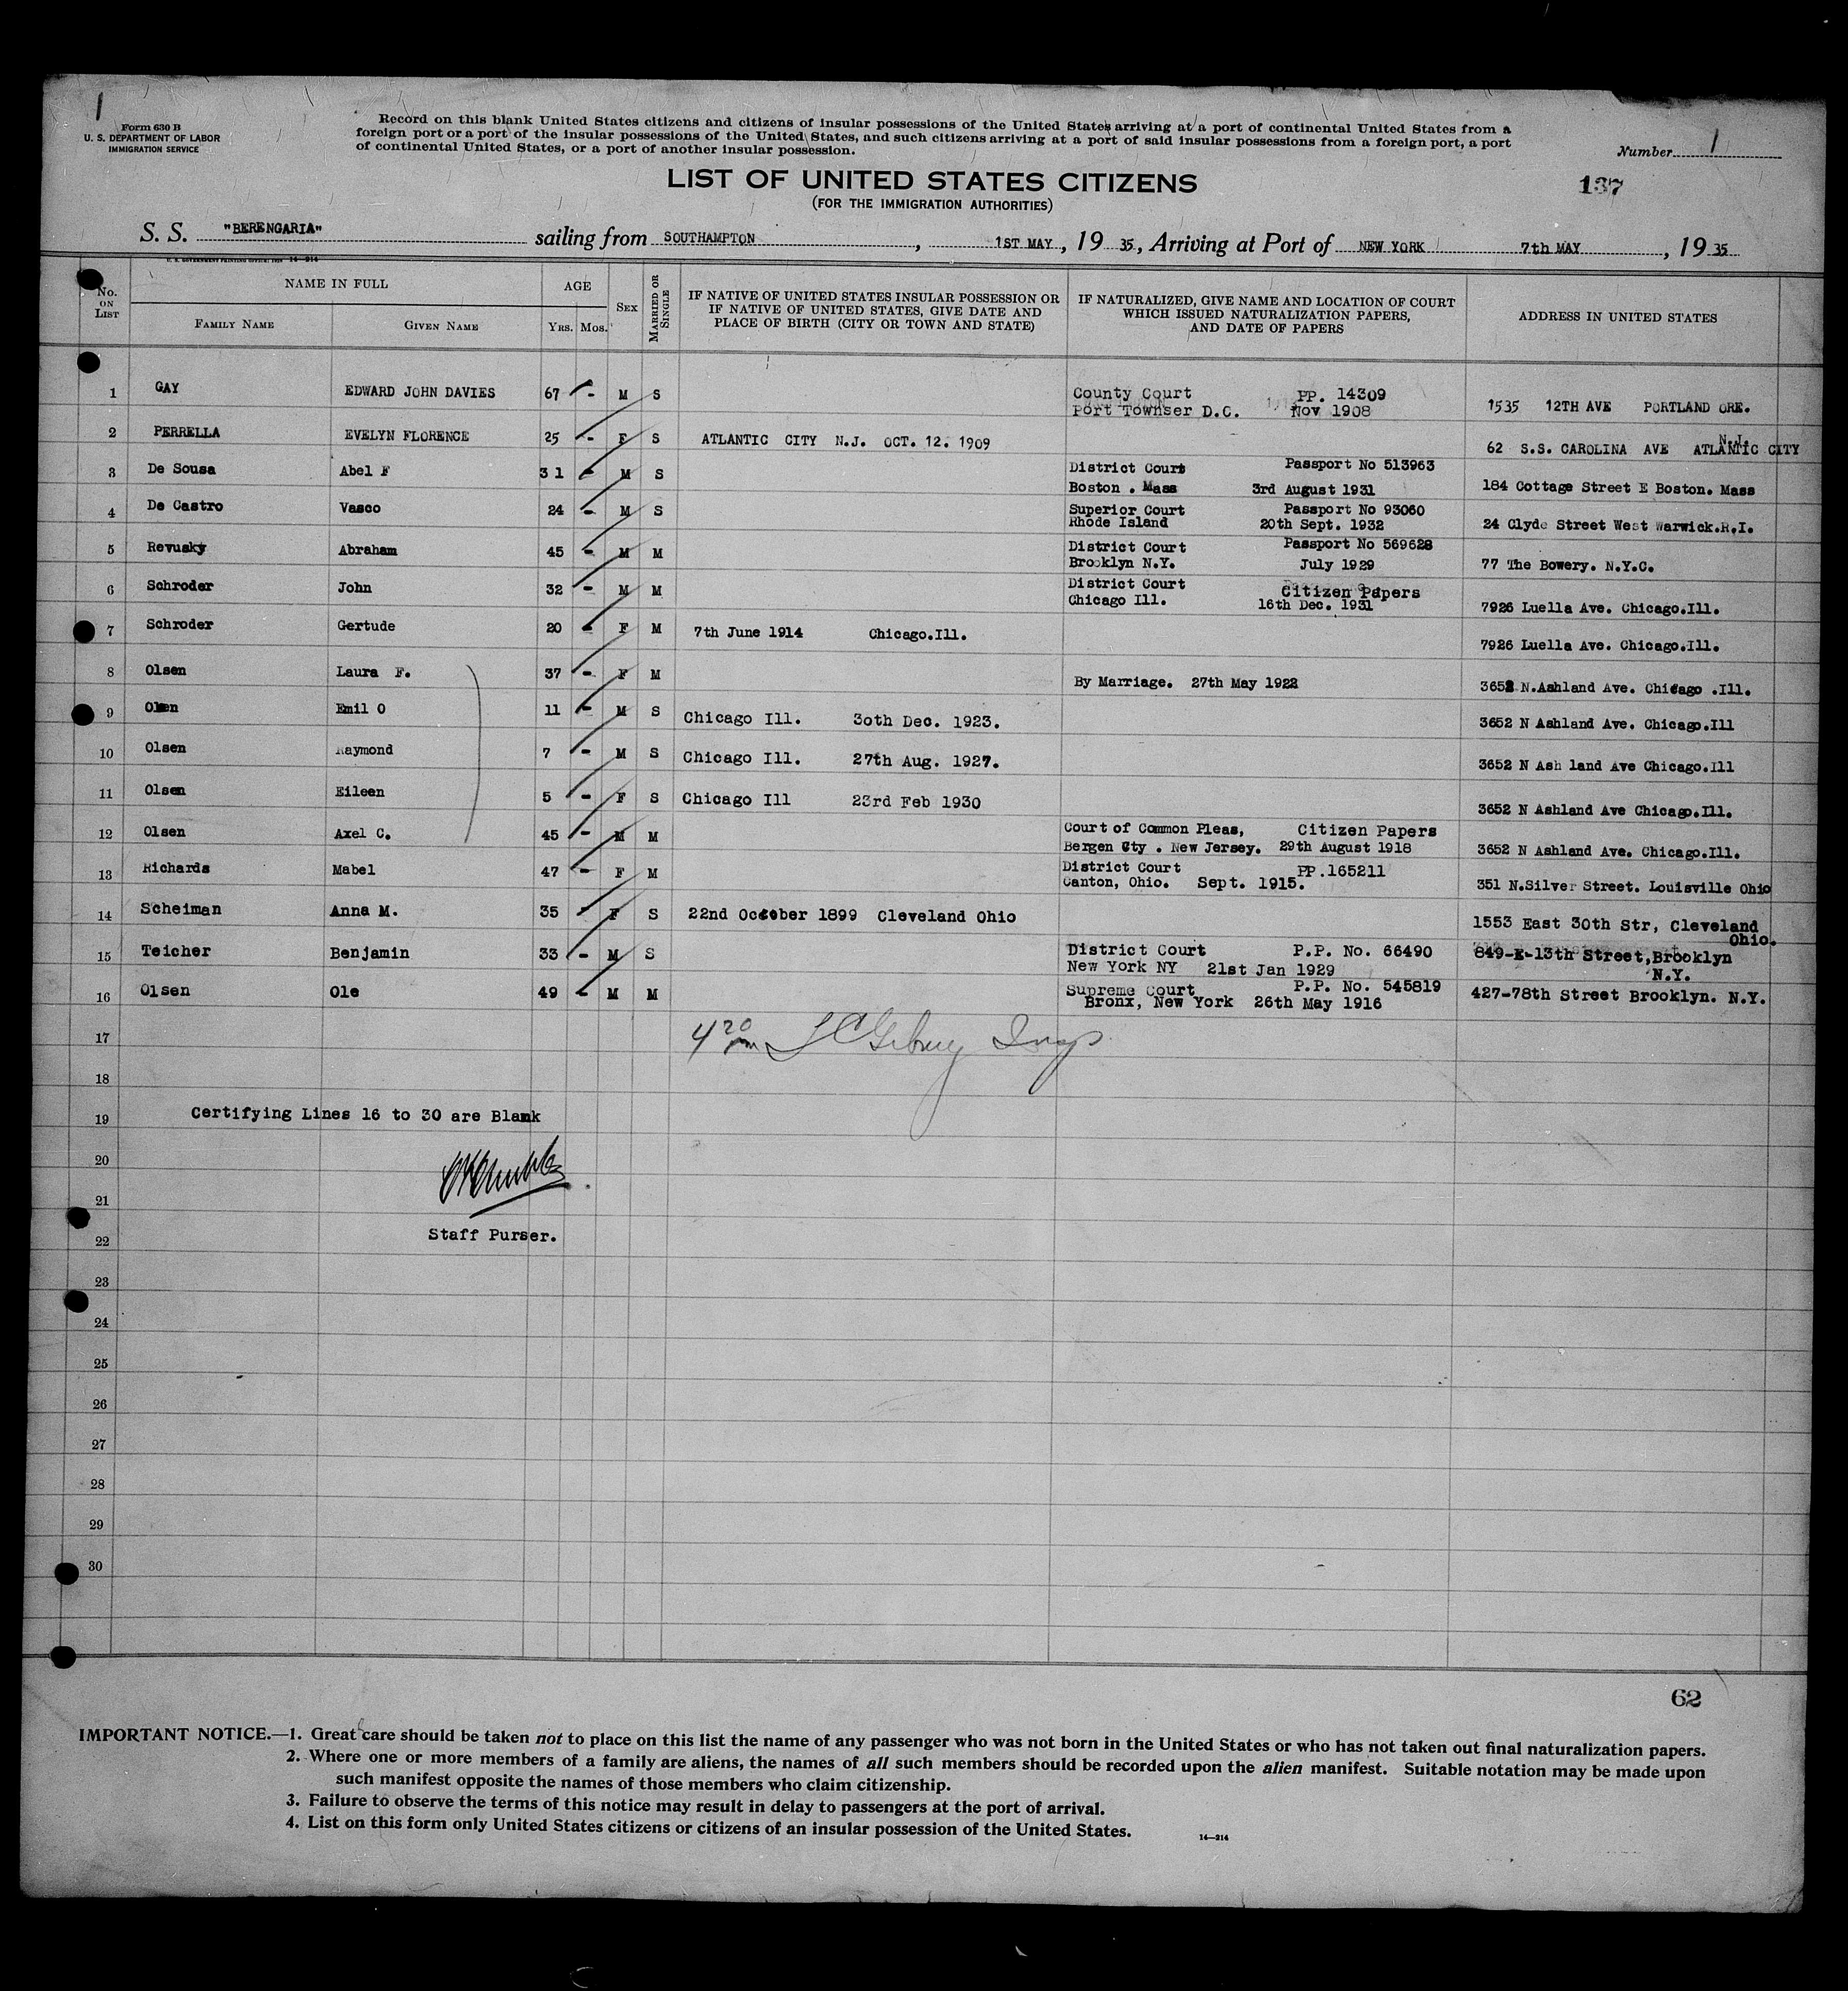 1
Form 630 B
U. S. DEPARTMENT OF LABOR
IMMIGRATION SERVICE
Record on this blank United States citizens and citizens of insular possessions of the United States arriving at a port of continental United States from a
foreign port or a port of the insular possessions of the United States, and such citizens arriving at a port of said insular possessions from a foreign port, a port
of continental United States, or a port of another insular possession.
Number 1
LIST OF UNITED STATES CITIZENS
137
(FOR THE IMMIGRATION AUTHORITIES)
S. S. "BERENGARIA" sailing from SOUTHAMPTON, 1ST MAY, 19 35, Arriving at Port of NEW YORK 7th MAY, 19 35
U. S. GOVERNMENT PRINTING OFFICE: 14—214
No. ON LIST NAME IN FULL AGE SEX MARRIED OR SINGLE IF NATIVE OF UNITED STATES INSULAR POSSESSION OR IF NATIVE OF UNITED STATES, GIVE DATE AND PLACE OF BIRTH (CITY OR TOWN AND STATE) IF NATURALIZED, GIVE NAME AND LOCATION OF COURT WHICH ISSUED NATURALIZATION PAPERS, AND DATE OF PAPERS ADDRESS IN UNITED STATES
FAMILY NAME GIVEN NAME YRS. MOS.
1 GAY EDWARD JOHN DAVIES 67 - M S County Court PP. 14309
Port Townser D.C. Nov 1908 1535 12TH AVE PORTLAND ORE.
2 PERRELLA EVELYN FLORENCE 25 - F S ATLANTIC CITY N.J. OCT. 12. 1909 62 S.S. CAROLINA AVE ATLANTIC CITY N.J.
3 De Sousa Abel F 31 - M S District Court Passport No 513963
Boston . Mass 3rd August 1931 184 Cottage Street E Boston. Mass
4 De Castro Vasco 24 - M S Superior Court Passport No 93060
Rhode Island 20th Sept. 1932 24 Clyde Street West Warwick.R.I.
5 Revusky Abraham 45 - M M District Court Passport No 569628
Brooklyn N.Y. July 1929 77 The Bowery. N.Y.C.
6 Schroder John 32 - M M District Court Citizen Papers
Chicago Ill. 16th Dec. 1931 7926 Luella Ave. Chicago.Ill.
7 Schroder Gertude 20 - F M 7th June 1914 Chicago.Ill. 7926 Luella Ave. Chicago.Ill.
8 Olsen Laura F. 37 - F M By Marriage. 27th May 1922 3652 N.Ashland Ave. Chicago .Ill.
9 Olsen Emil O 11 - M S Chicago Ill. 30th Dec. 1923. 3652 N Ashland Ave. Chicago.Ill
10 Olsen Raymond 7 - M S Chicago Ill. 27th Aug. 1927. 3652 N Ash land Ave Chicago.Ill
11 Olsen Eileen 5 - F S Chicago Ill 23rd Feb 1930 3652 N Ashland Ave Chicago.Ill.
12 Olsen Axel C. 45 - M M Court of Common Pleas, Citizen Papers
Bergen Cty . New Jersey. 29th August 1918 3652 N Ashland Ave. Chicago.Ill.
13 Richards Mabel 47 - F M District Court PP.165211
Canton, Ohio. Sept. 1915. 351 N.Silver Street. Louisville Ohio
14 Scheiman Anna M. 35 - F S 22nd October 1899 Cleveland Ohio 1553 East 30th Str, Cleveland
Ohio.
15 Teicher Benjamin 33 - M S District Court P.P. No. 66490 849-E-13th Street,Brooklyn
New York NY 21st Jan 1929 N.Y.
16 Olsen Ole 49 - M M Supreme Court P.P. No. 545819
Bronx, New York 26th May 1916 427-78th Street Brooklyn. N.Y.
17 4 20 pm
18
19 Certifying Lines 16 to 30 are Blank
20
21
22 Staff Purser.
23
24
25
26
27
28
29
30
62
IMPORTANT NOTICE.—1. Great care should be taken not to place on this list the name of any passenger who was not born in the United States or who has not taken out final naturalization papers.
2. Where one or more members of a family are aliens, the names of all such members should be recorded upon the alien manifest. Suitable notation may be made upon
such manifest opposite the names of those members who claim citizenship.
3. Failure to observe the terms of this notice may result in delay to passengers at the port of arrival.
4. List on this form only United States citizens or citizens of an insular possession of the United States.
14—214